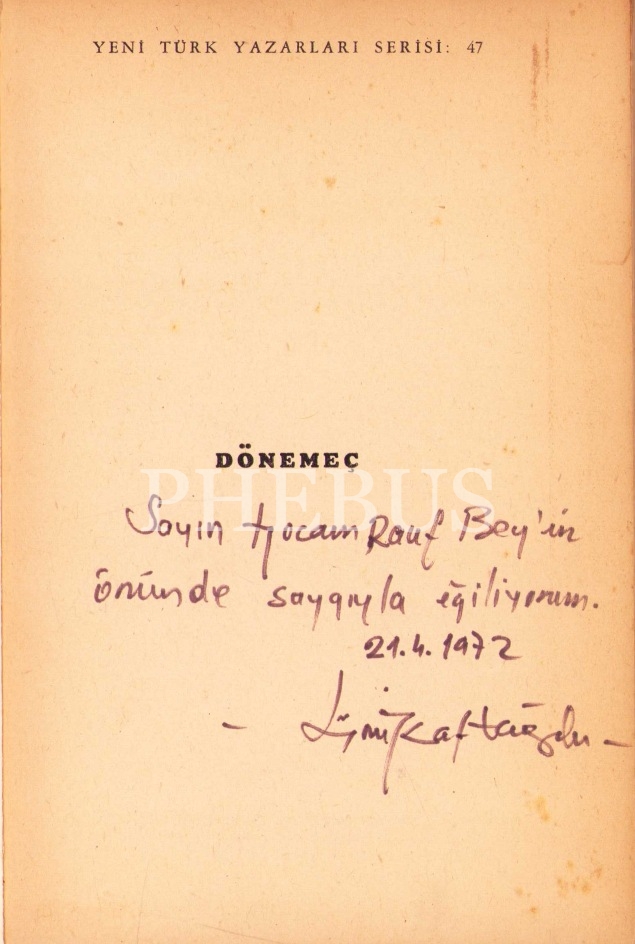 YENİ TÜRK YAZARLARI SERİSİ: 47
DÖNEMEÇ
PHEBUS
Sayın Hocam Rauf Bey'in
önünde saygıyla eğiliyorum.
21.4.1972